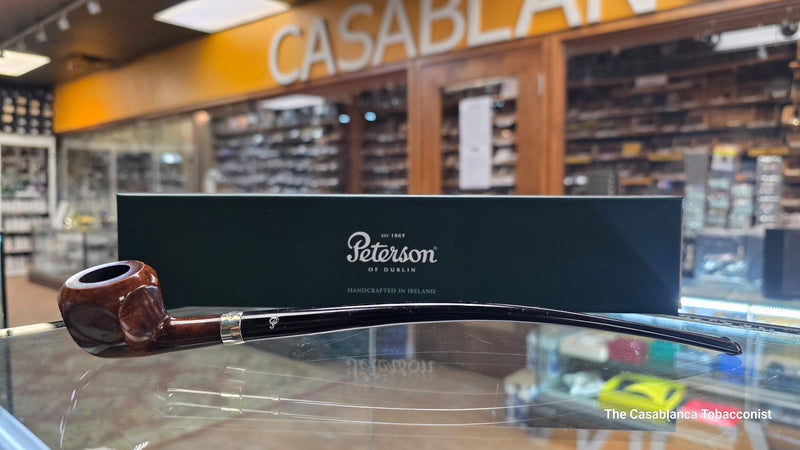 CASABLAN
EST. 1865
Peterson®
OF DUBLIN
HANDCRAFTED IN IRELAND
P
The Casablanca Tobacconist